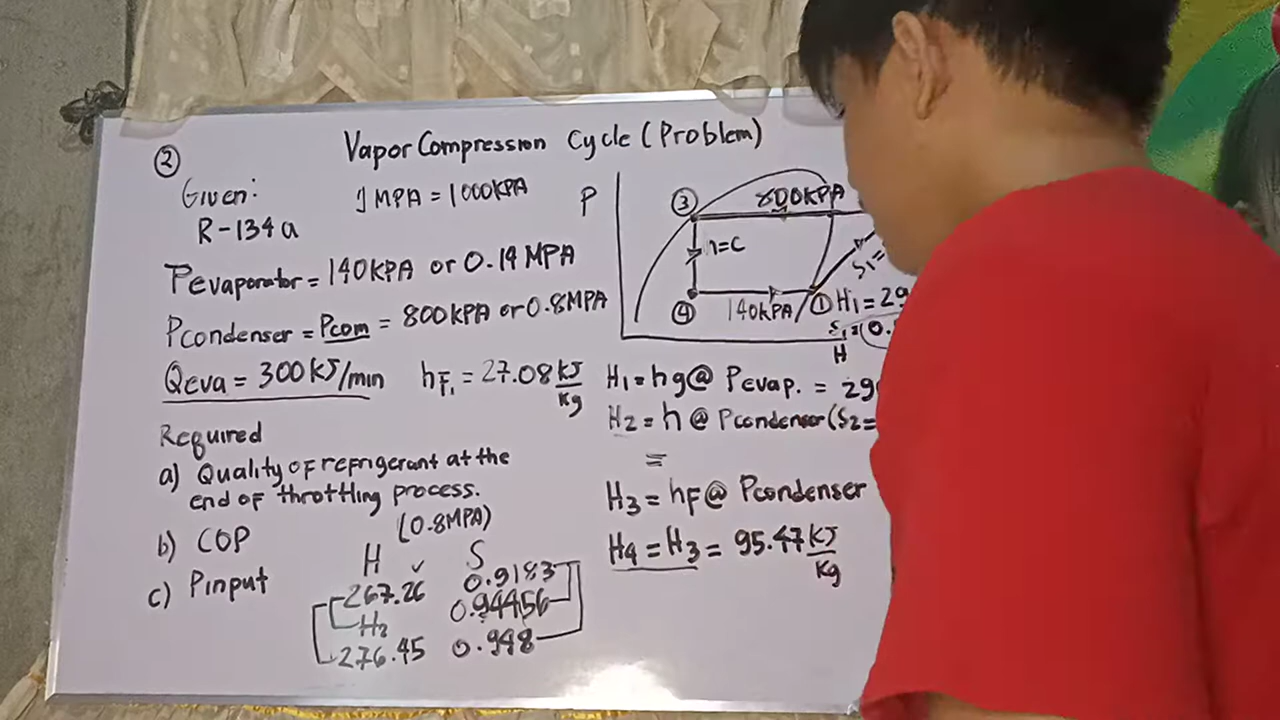 Vapor Compression Cycle (Problem)
②
Given:
1 MPA = 1000KPA
R-134a
Pevaporator = 140KPA or 0.14 MPA
Pcondenser = Pcom = 800KPA or 0.8MPA
Qeva = 300 KJ/min
hF1 = 27.08 KJ/Kg
Required
a) Quality of refrigerant at the
end of throttling process.
b) COP
c) Pinput
(0.8MPA)
H S
267.26 0.9183
H2 0.94456
276.45 0.948
P
③ 800KPA
h=C
S1=
④ 140KPA ① H1=29
S1=(0.
H
H1 = hg@ Pevap. = 29
H2 = h @ Pcondenser (S2=
=
H3 = hF@ Pcondenser
H4 = H3 = 95.47 KJ/Kg